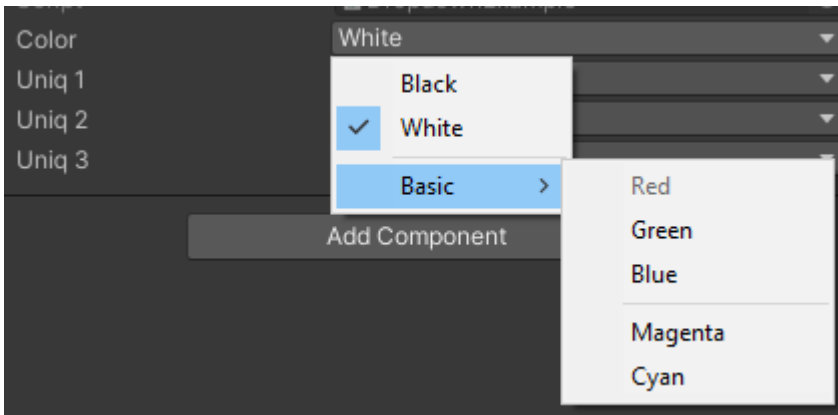 Color
White
Uniq 1
Uniq 2
Uniq 3
Black
White
Basic
Red
Green
Blue
Magenta
Cyan
Add Component